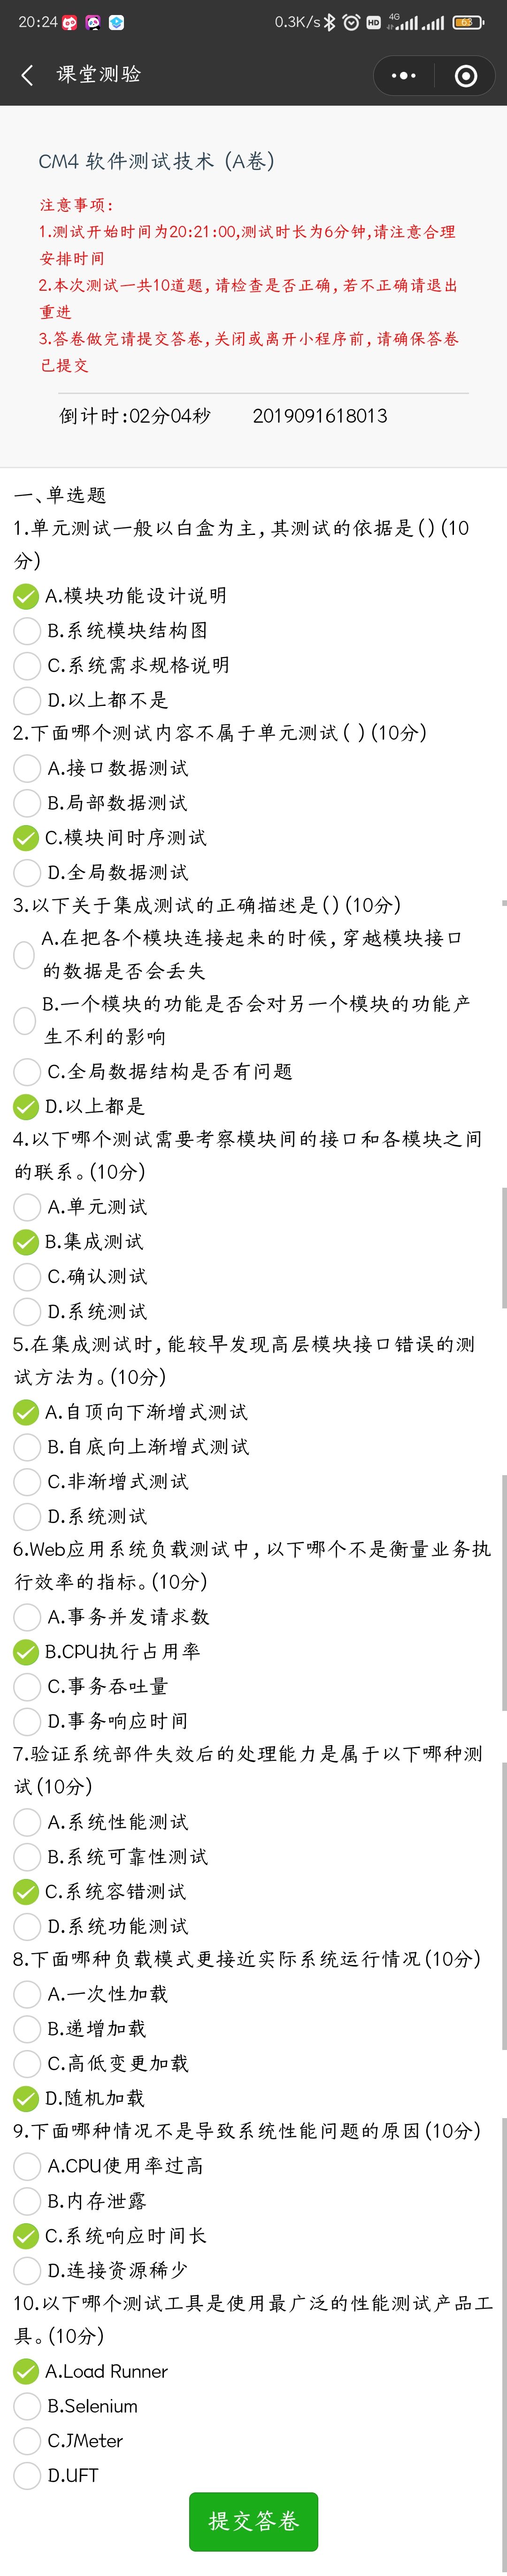 20:24
0.3K/s
HD
4G
63
课堂测验
CM4 软件测试技术 (A卷)
注意事项:
1.测试开始时间为20:21:00,测试时长为6分钟,请注意合理
安排时间
2.本次测试一共10道题,请检查是否正确,若不正确请退出
重进
3.答卷做完请提交答卷,关闭或离开小程序前,请确保答卷
已提交
倒计时:02分04秒 2019091618013
一、单选题
1.单元测试一般以白盒为主,其测试的依据是()(10
分)
A.模块功能设计说明
B.系统模块结构图
C.系统需求规格说明
D.以上都不是
2.下面哪个测试内容不属于单元测试( )(10分)
A.接口数据测试
B.局部数据测试
C.模块间时序测试
D.全局数据测试
3.以下关于集成测试的正确描述是()(10分)
A.在把各个模块连接起来的时候,穿越模块接口
的数据是否会丢失
B.一个模块的功能是否会对另一个模块的功能产
生不利的影响
C.全局数据结构是否有问题
D.以上都是
4.以下哪个测试需要考察模块间的接口和各模块之间
的联系。(10分)
A.单元测试
B.集成测试
C.确认测试
D.系统测试
5.在集成测试时,能较早发现高层模块接口错误的测
试方法为。(10分)
A.自顶向下渐增式测试
B.自底向上渐增式测试
C.非渐增式测试
D.系统测试
6.Web应用系统负载测试中,以下哪个不是衡量业务执
行效率的指标。(10分)
A.事务并发请求数
B.CPU执行占用率
C.事务吞吐量
D.事务响应时间
7.验证系统部件失效后的处理能力是属于以下哪种测
试(10分)
A.系统性能测试
B.系统可靠性测试
C.系统容错测试
D.系统功能测试
8.下面哪种负载模式更接近实际系统运行情况(10分)
A.一次性加载
B.递增加载
C.高低变更加载
D.随机加载
9.下面哪种情况不是导致系统性能问题的原因(10分)
A.CPU使用率过高
B.内存泄露
C.系统响应时间长
D.连接资源稀少
10.以下哪个测试工具是使用最广泛的性能测试产品工
具。(10分)
A.Load Runner
B.Selenium
C.JMeter
D.UFT
提交答卷